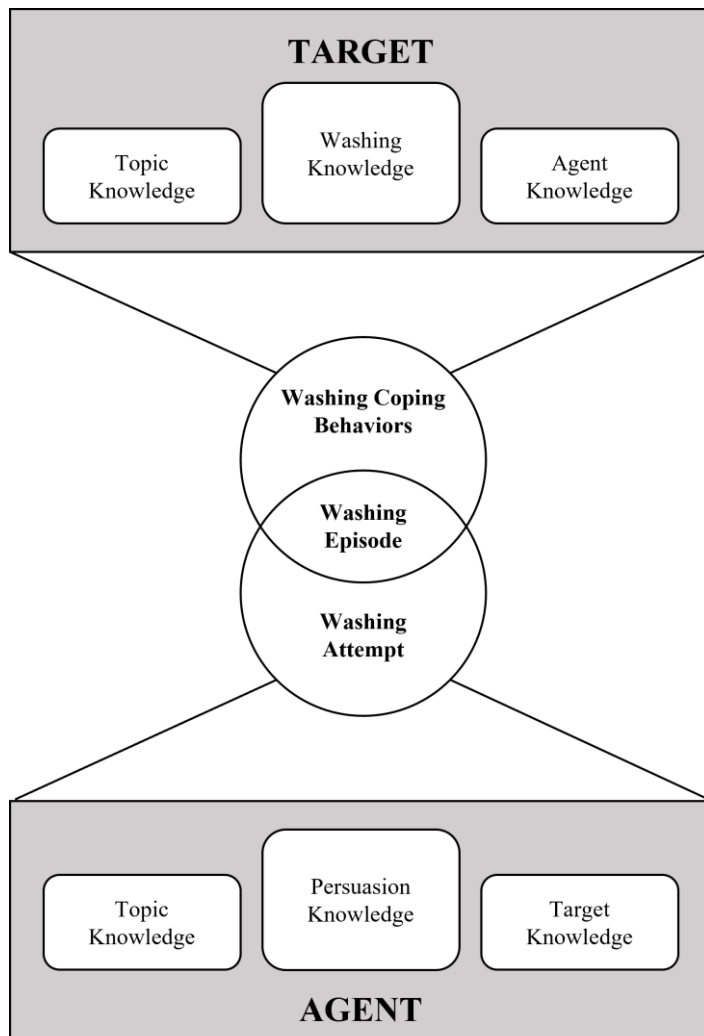 TARGET
Topic
Knowledge
Washing
Knowledge
Agent
Knowledge
Washing Coping
Behaviors
Washing
Episode
Washing
Attempt
Topic
Knowledge
Persuasion
Knowledge
Target
Knowledge
AGENT